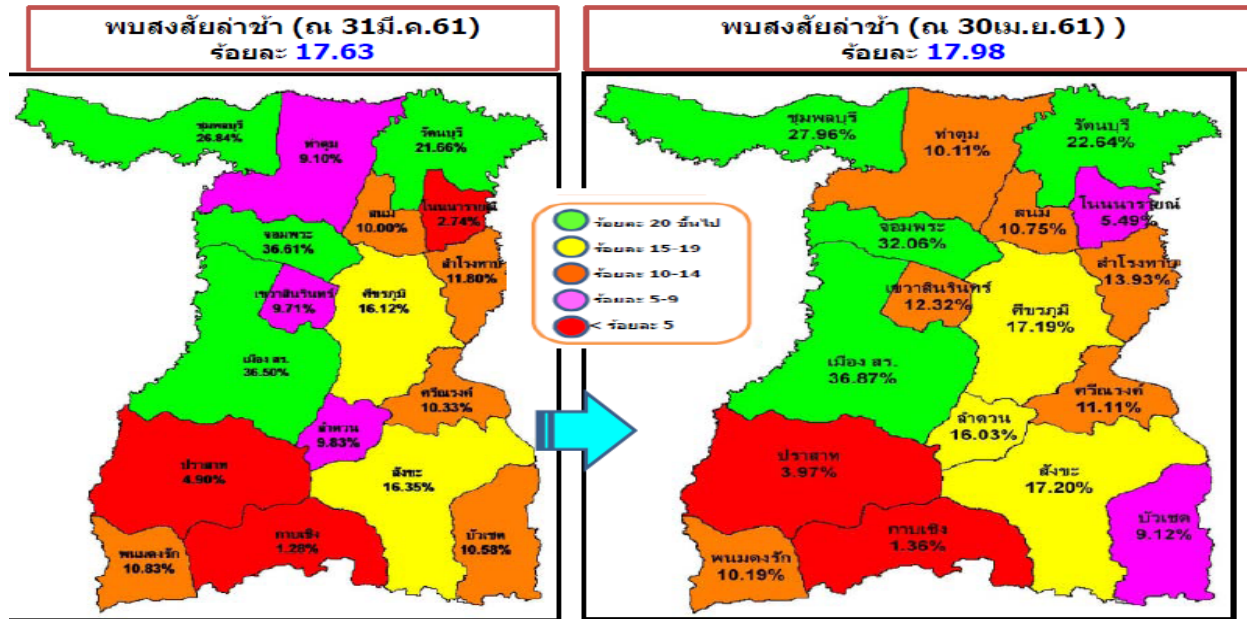 พบสงสัยล่าช้า (ณ 31มี.ค.61)
ร้อยละ 17.63
ชุมพลบุรี
26.84%
ท่าตูม
9.10%
รัตนบุรี
21.66%
สนม
10.00%
โนนนารายณ์
2.74%
จอมพระ
36.61%
สำโรงทาบ
11.80%
เขวาสินรินทร์
9.71%
ศีขรภูมิ
16.12%
เมือง สร.
36.50%
ศรีณรงค์
10.33%
ลำดวน
9.83%
ปราสาท
4.90%
สังขะ
16.35%
กาบเชิง
1.28%
บัวเชด
10.58%
พนมดงรัก
10.83%
ร้อยละ 20 ขึ้นไป
ร้อยละ 15-19
ร้อยละ 10-14
ร้อยละ 5-9
< ร้อยละ 5
พบสงสัยล่าช้า (ณ 30เม.ย.61) )
ร้อยละ 17.98
ชุมพลบุรี
27.96%
ท่าตูม
10.11%
รัตนบุรี
22.64%
สนม
10.75%
โนนนารายณ์
5.49%
จอมพระ
32.06%
สำโรงทาบ
13.93%
เขวาสินรินทร์
12.32%
ศีขรภูมิ
17.19%
เมือง สร.
36.87%
ศรีณรงค์
11.11%
ลำดวน
16.03%
ปราสาท
3.97%
สังขะ
17.20%
บัวเชด
9.12%
กาบเชิง
1.36%
พนมดงรัก
10.19%